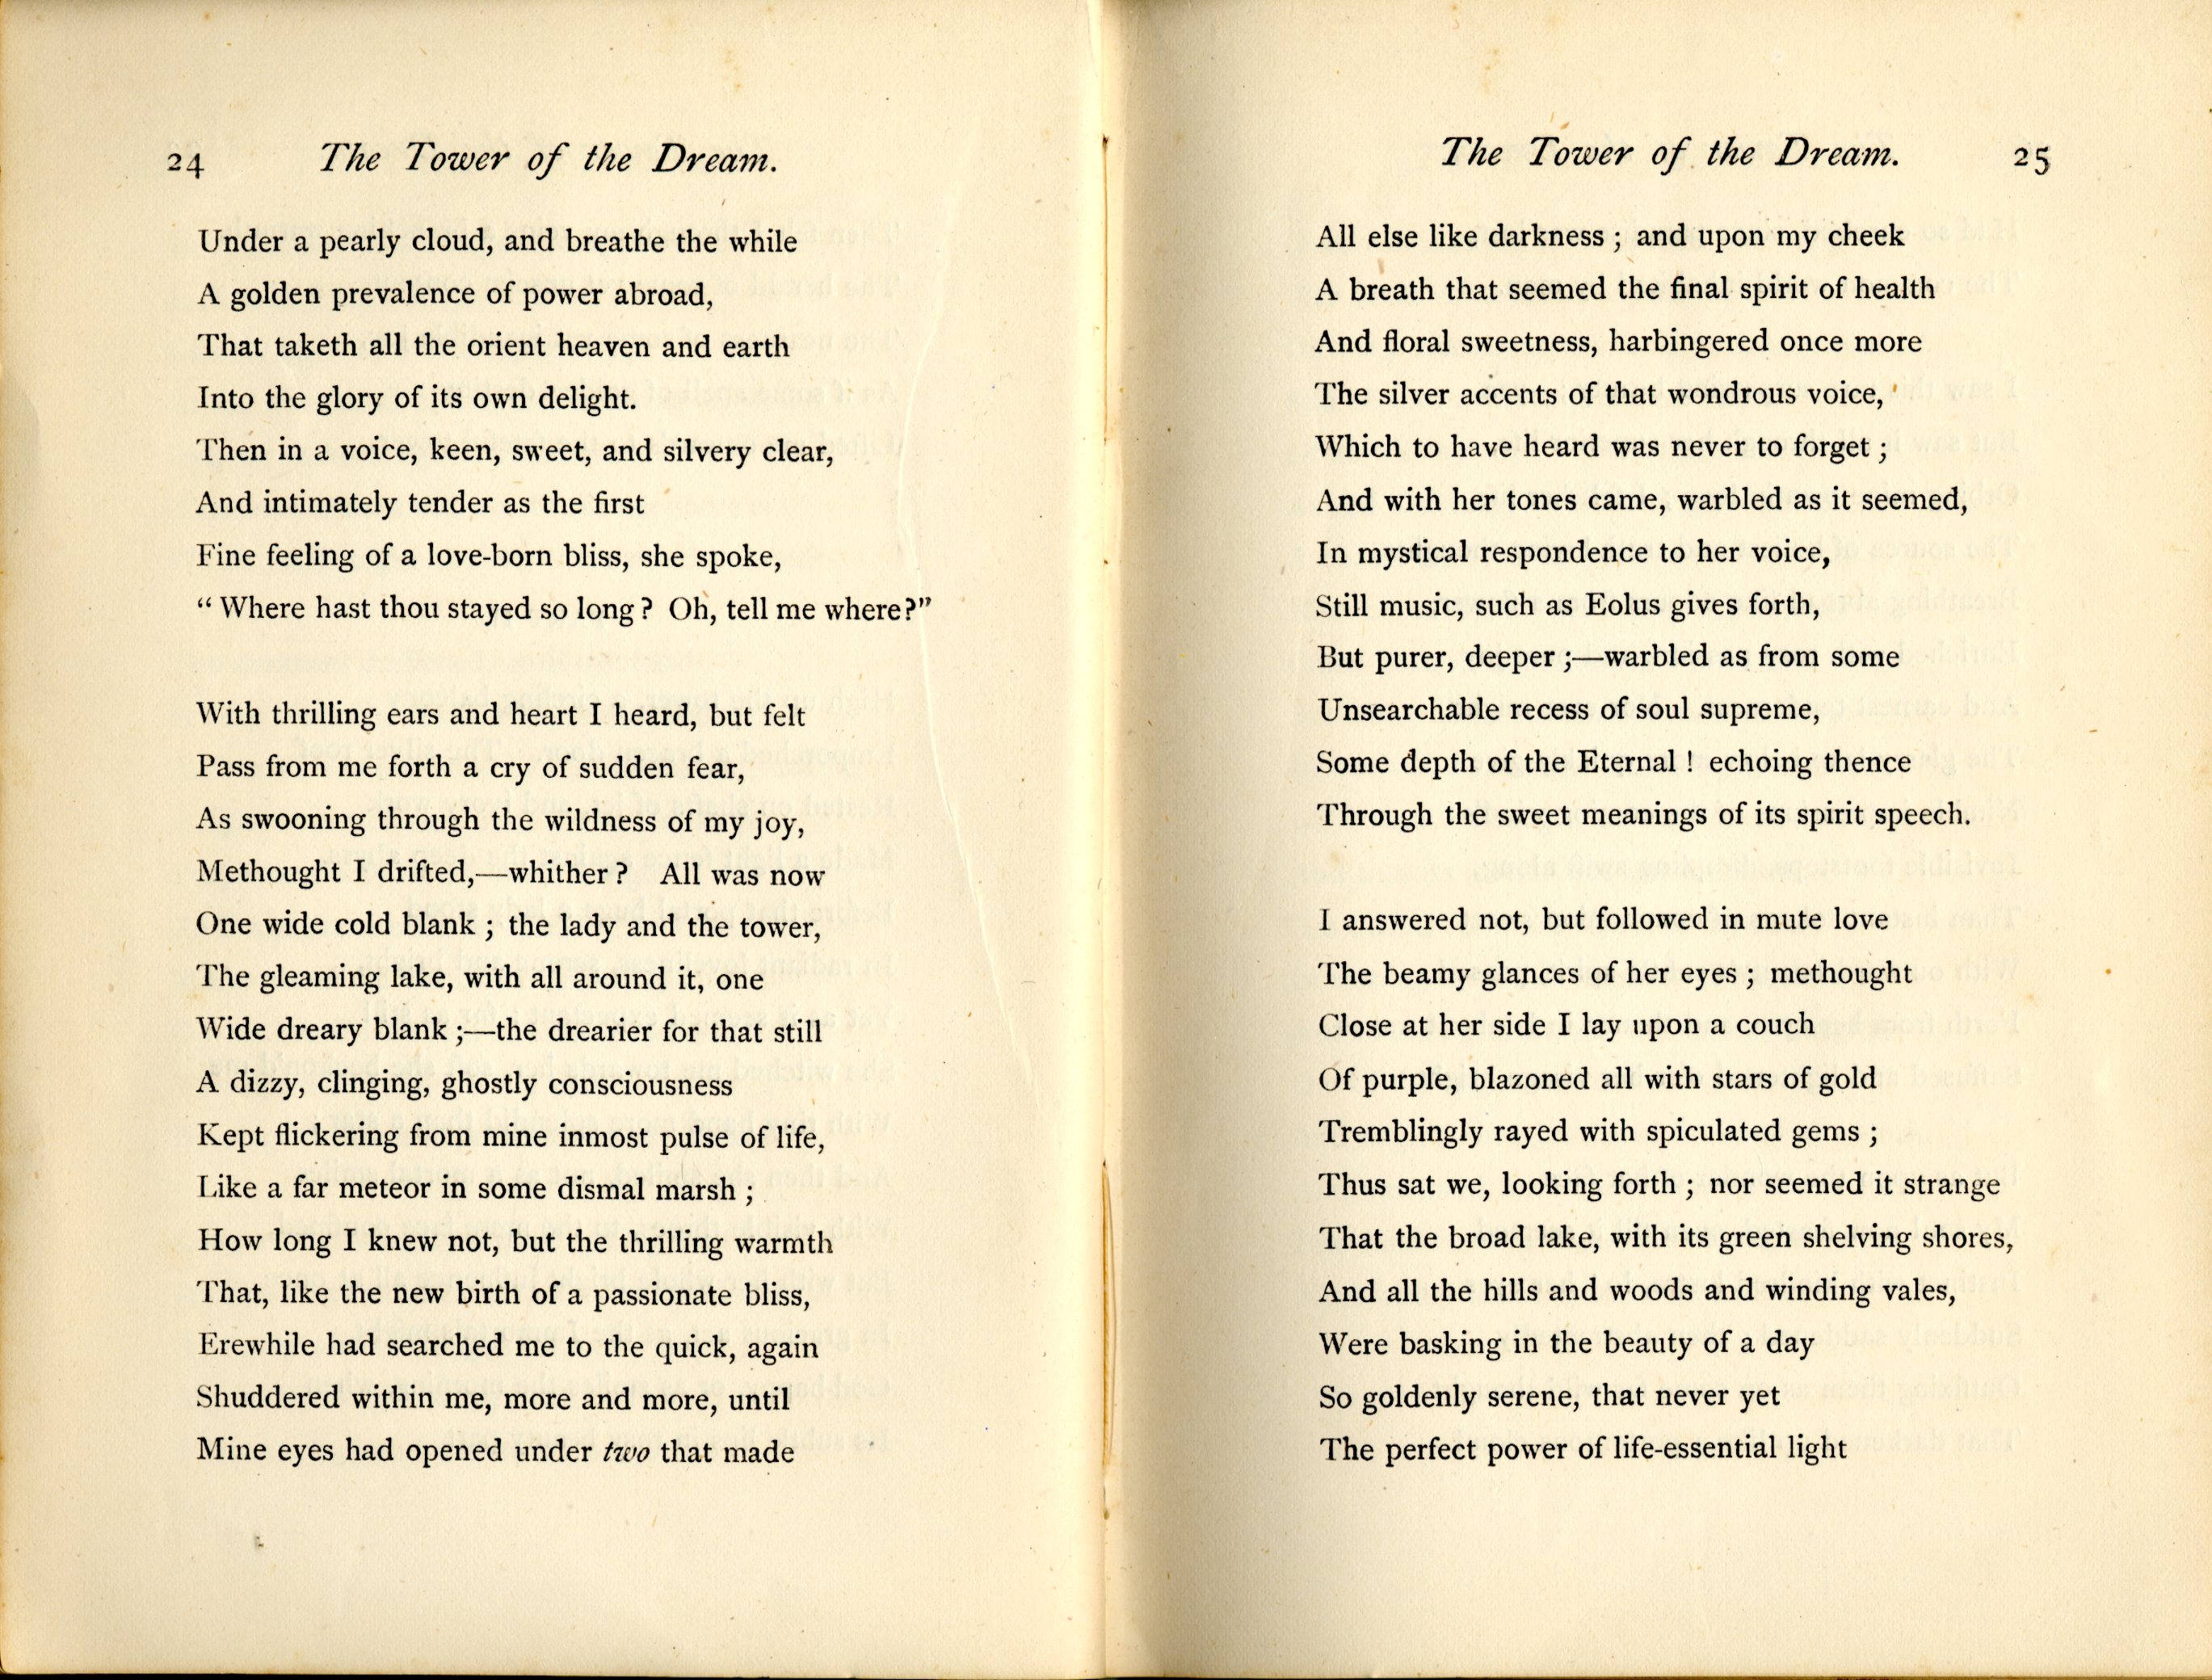 24 The Tower of the Dream.
Under a pearly cloud, and breathe the while
A golden prevalence of power abroad,
That taketh all the orient heaven and earth
Into the glory of its own delight.
Then in a voice, keen, sweet, and silvery clear,
And intimately tender as the first
Fine feeling of a love-born bliss, she spoke,
“Where hast thou stayed so long? Oh, tell me where?”
With thrilling ears and heart I heard, but felt
Pass from me forth a cry of sudden fear,
As swooning through the wildness of my joy,
Methought I drifted,—whither? All was now
One wide cold blank; the lady and the tower,
The gleaming lake, with all around it, one
Wide dreary blank;—the drearier for that still
A dizzy, clinging, ghostly consciousness
Kept flickering from mine inmost pulse of life,
Like a far meteor in some dismal marsh;
How long I knew not, but the thrilling warmth
That, like the new birth of a passionate bliss,
Erewhile had searched me to the quick, again
Shuddered within me, more and more, until
Mine eyes had opened under two that made
The Tower of the Dream. 25
All else like darkness; and upon my cheek
A breath that seemed the final spirit of health
And floral sweetness, harbingered once more
The silver accents of that wondrous voice,
Which to have heard was never to forget;
And with her tones came, warbled as it seemed,
In mystical respondence to her voice,
Still music, such as Eolus gives forth,
But purer, deeper;—warbled as from some
Unsearchable recess of soul supreme,
Some depth of the Eternal! echoing thence
Through the sweet meanings of its spirit speech.
I answered not, but followed in mute love
The beamy glances of her eyes; methought
Close at her side I lay upon a couch
Of purple, blazoned all with stars of gold
Tremblingly rayed with spiculated gems;
Thus sat we, looking forth; nor seemed it strange
That the broad lake, with its green shelving shores,
And all the hills and woods and winding vales,
Were basking in the beauty of a day
So goldenly serene, that never yet
The perfect power of life-essential light